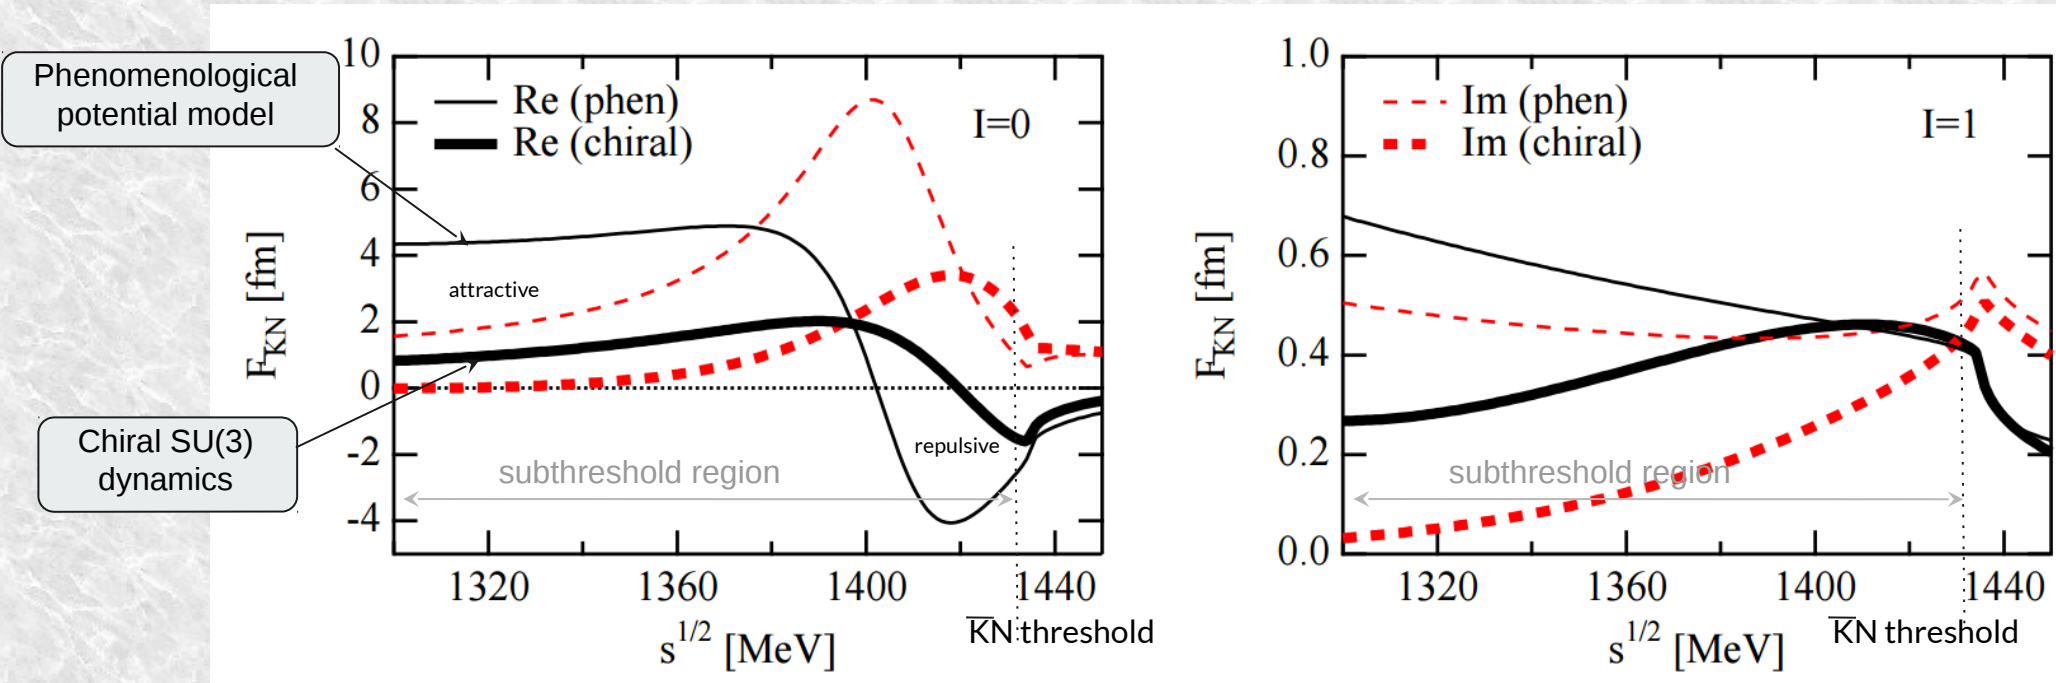 Phenomenological
potential model
Chiral SU(3)
dynamics
F_KN [fm]
10
8
6
4
2
0
-2
-4
Re (phen)
Re (chiral)
I=0
attractive
repulsive
subthreshold region
1320 1360 1400 1440
s^1/2 [MeV]
K̅N threshold
F_KN [fm]
1.0
0.8
0.6
0.4
0.2
0.0
Im (phen)
Im (chiral)
I=1
subthreshold region
1320 1360 1400 1440
s^1/2 [MeV]
K̅N threshold